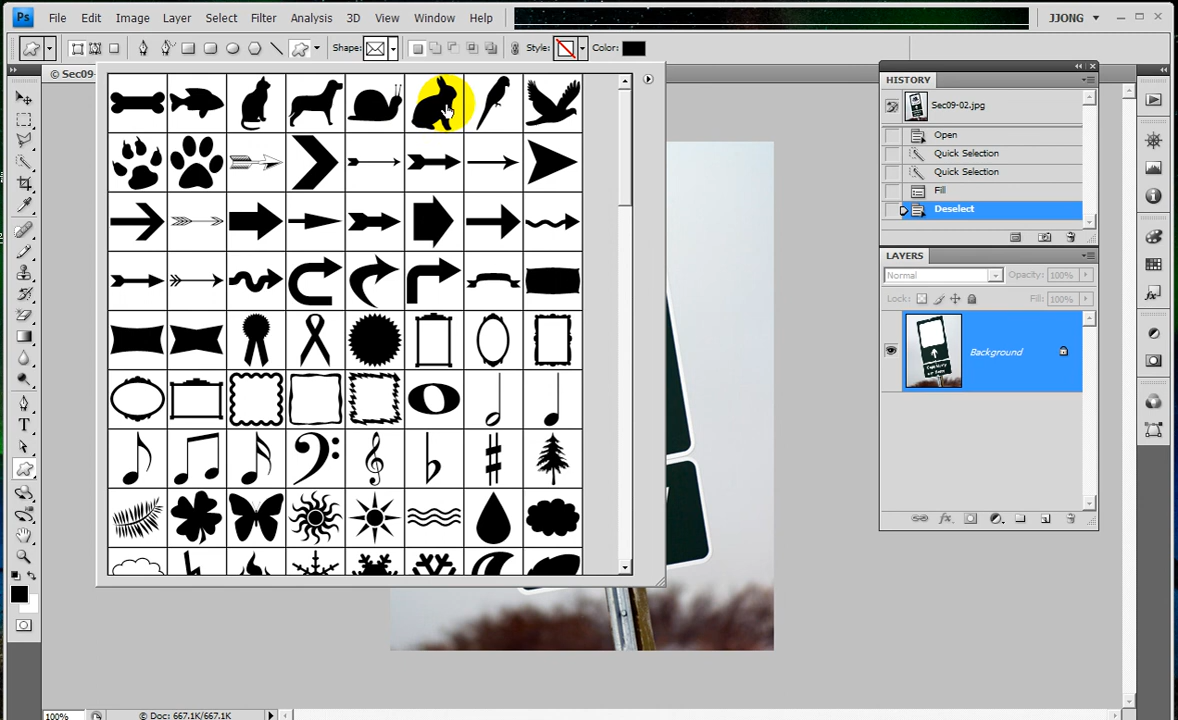 Ps File Edit Image Layer Select Filter Analysis 3D View Window Help JJONG
Shape: Style: Color:
© Sec09-
HISTORY
Sec09-02.jpg
Open
Quick Selection
Quick Selection
Fill
Deselect
LAYERS
Normal Opacity: 100%
Lock: Fill: 100%
Background
T
fx
100% © Doc: 667.1K/667.1K